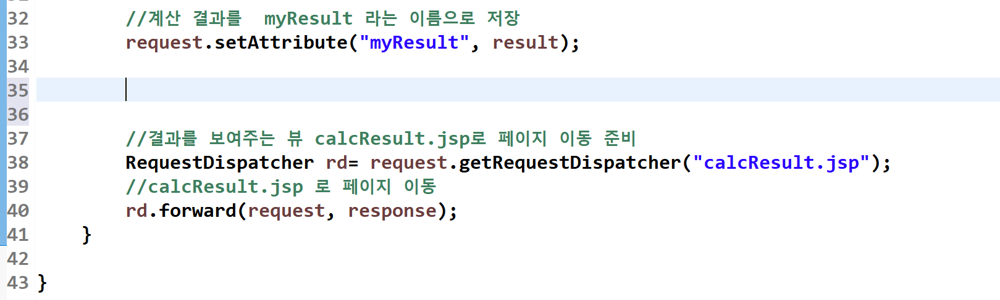 32 //계산 결과를  myResult 라는 이름으로 저장
33 request.setAttribute("myResult", result);
34
35
36
37 //결과를 보여주는 뷰 calcResult.jsp로 페이지 이동 준비
38 RequestDispatcher rd= request.getRequestDispatcher("calcResult.jsp");
39 //calcResult.jsp 로 페이지 이동
40 rd.forward(request, response);
41 }
42
43 }